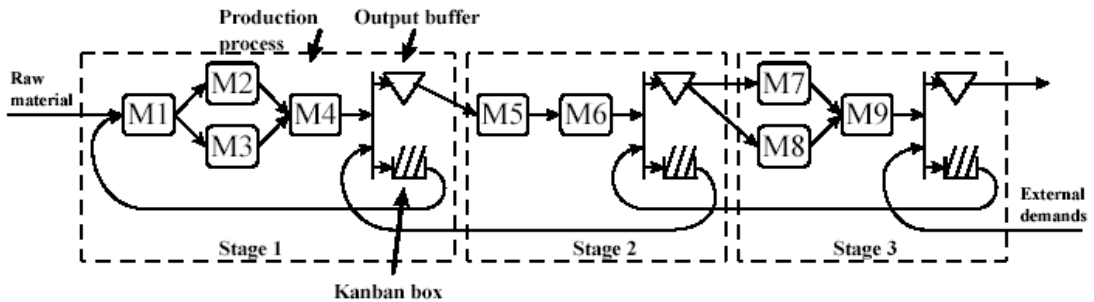 Production
process
Output buffer
Raw
material
M1
M2
M3
M4
M5
M6
M7
M8
M9
External
demands
Stage 1
Stage 2
Stage 3
Kanban box